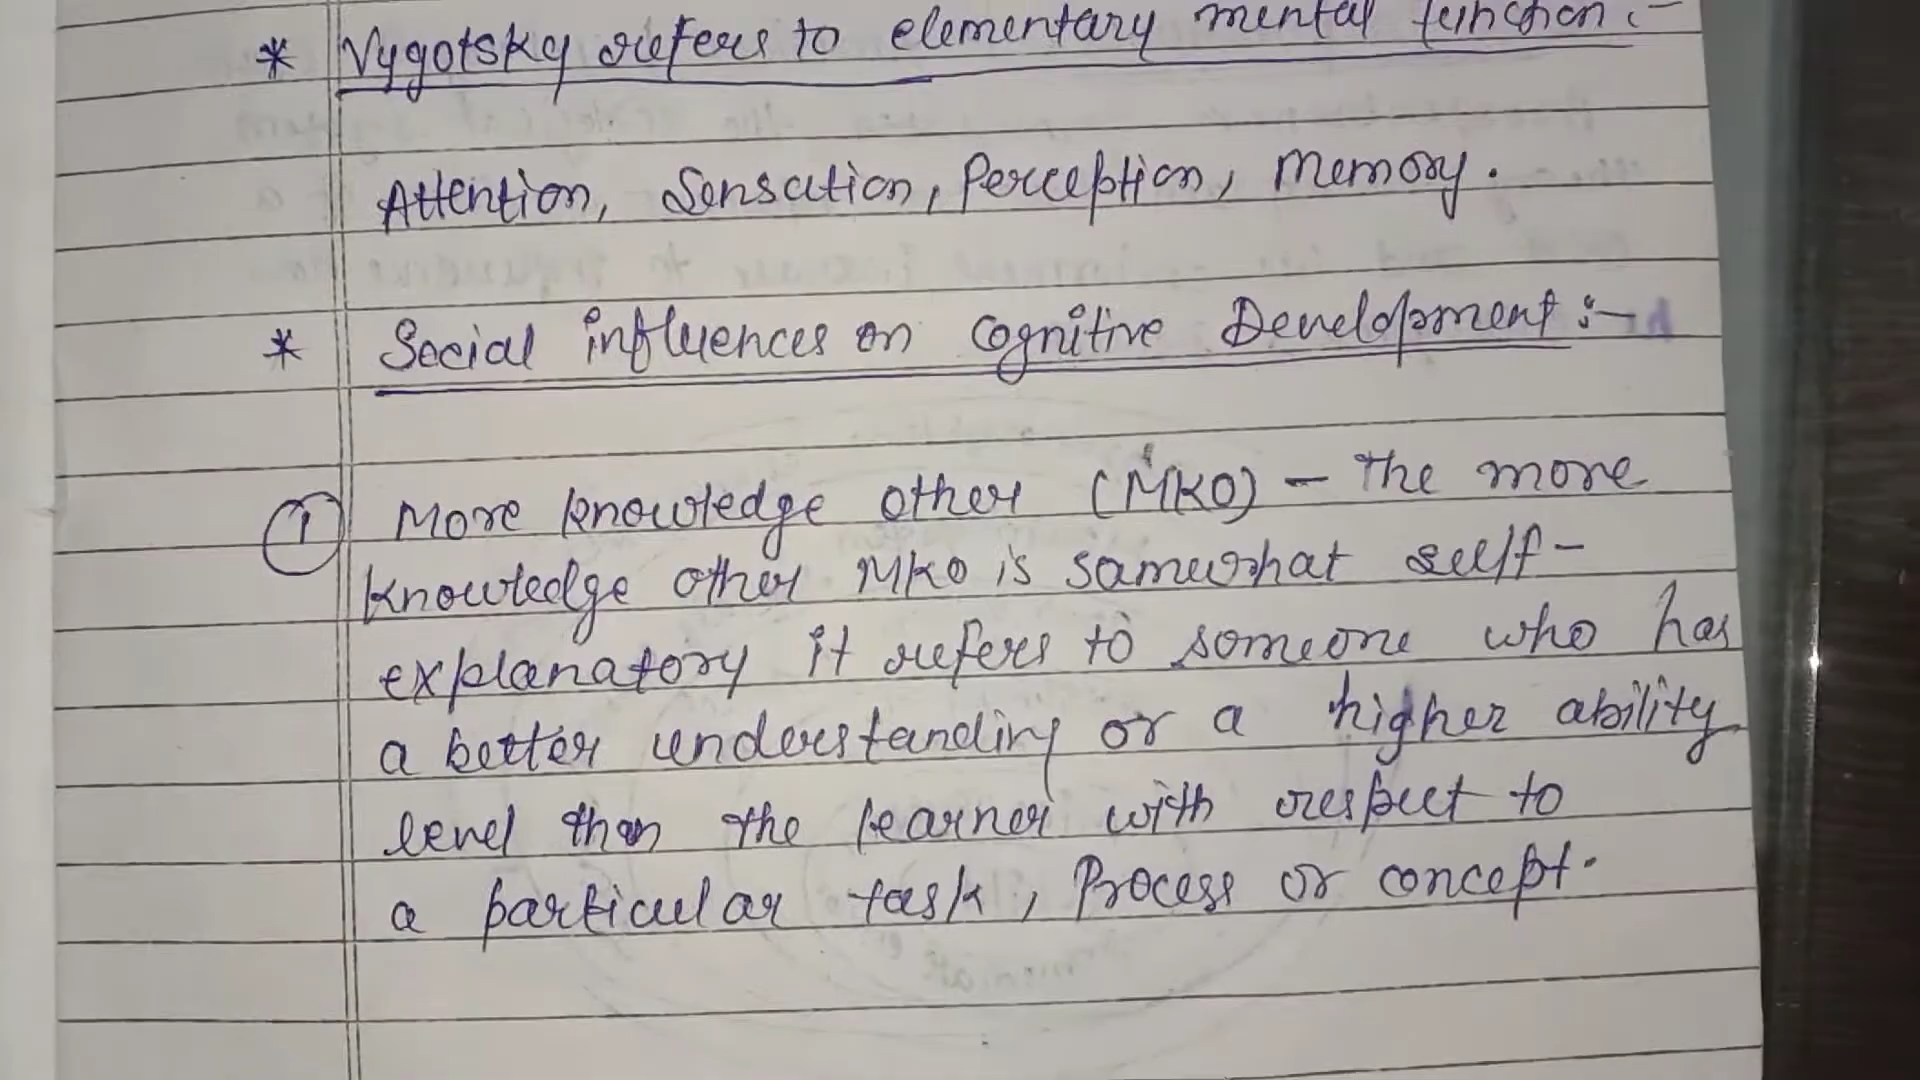 * Vygotsky refers to elementary mental function :-
Attention, Sensation, Perception, Memory.
* Social influences on Cognitive Development :-
① More knowledge other (MKO) - The more
knowledge other MKO is somewhat self-
explanatory it refers to someone who has
a better understanding or a higher ability
level than the learner with respect to
a particular task, Process or concept.